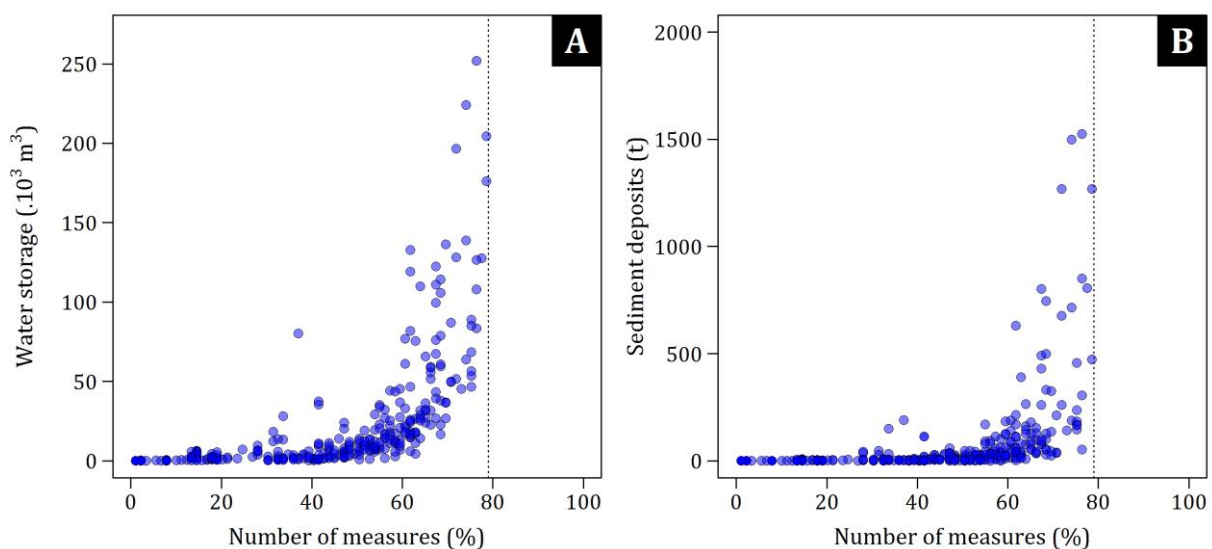 A
Water storage (.10³ m³)
250
200
150
100
50
0
0 20 40 60 80 100
Number of measures (%)
B
Sediment deposits (t)
2000
1500
1000
500
0
0 20 40 60 80 100
Number of measures (%)